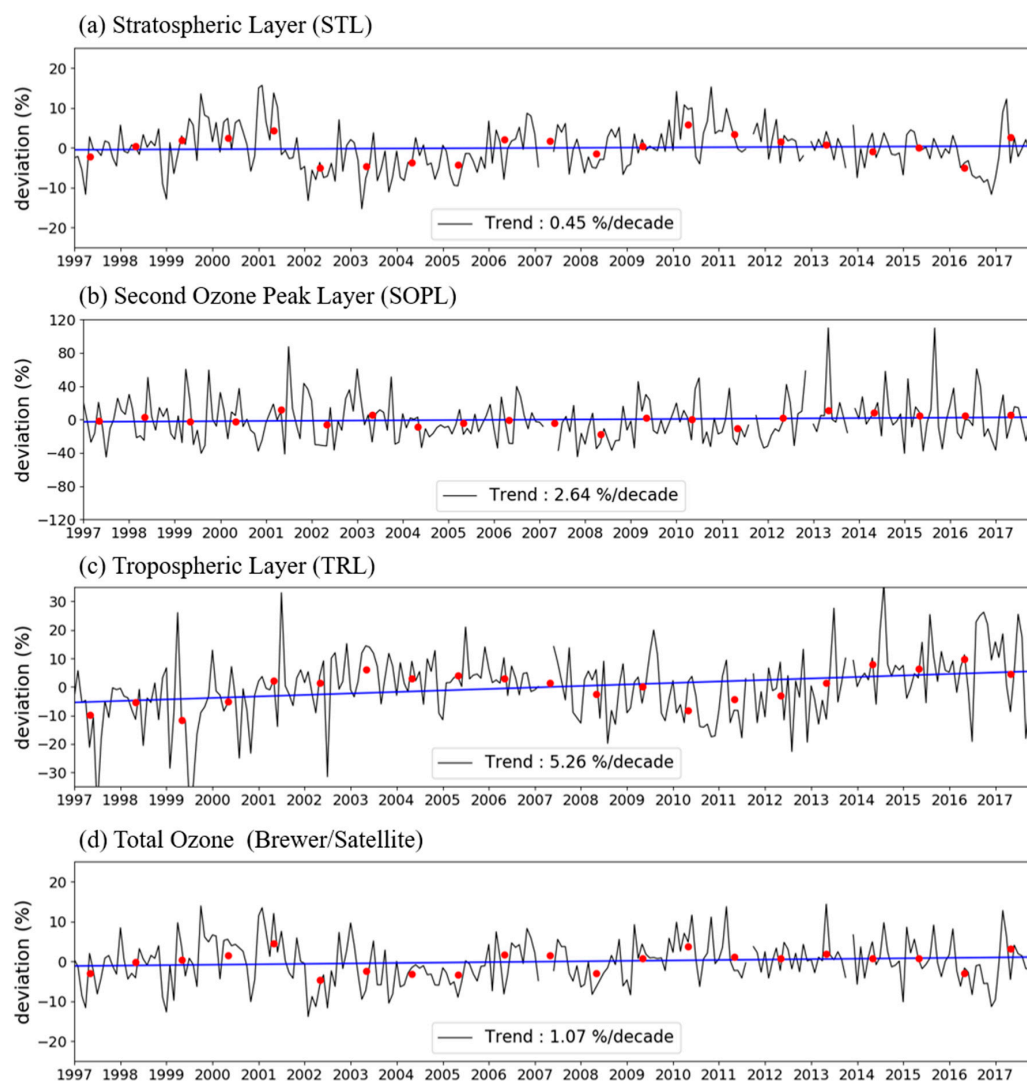 (a) Stratospheric Layer (STL)
deviation (%)
20
10
0
−10
−20
Trend : 0.45 %/decade
1997 1998 1999 2000 2001 2002 2003 2004 2005 2006 2007 2008 2009 2010 2011 2012 2013 2014 2015 2016 2017
(b) Second Ozone Peak Layer (SOPL)
deviation (%)
120
80
40
0
−40
−80
−120
Trend : 2.64 %/decade
1997 1998 1999 2000 2001 2002 2003 2004 2005 2006 2007 2008 2009 2010 2011 2012 2013 2014 2015 2016 2017
(c) Tropospheric Layer (TRL)
deviation (%)
30
20
10
0
−10
−20
−30
Trend : 5.26 %/decade
1997 1998 1999 2000 2001 2002 2003 2004 2005 2006 2007 2008 2009 2010 2011 2012 2013 2014 2015 2016 2017
(d) Total Ozone (Brewer/Satellite)
deviation (%)
20
10
0
−10
−20
Trend : 1.07 %/decade
1997 1998 1999 2000 2001 2002 2003 2004 2005 2006 2007 2008 2009 2010 2011 2012 2013 2014 2015 2016 2017